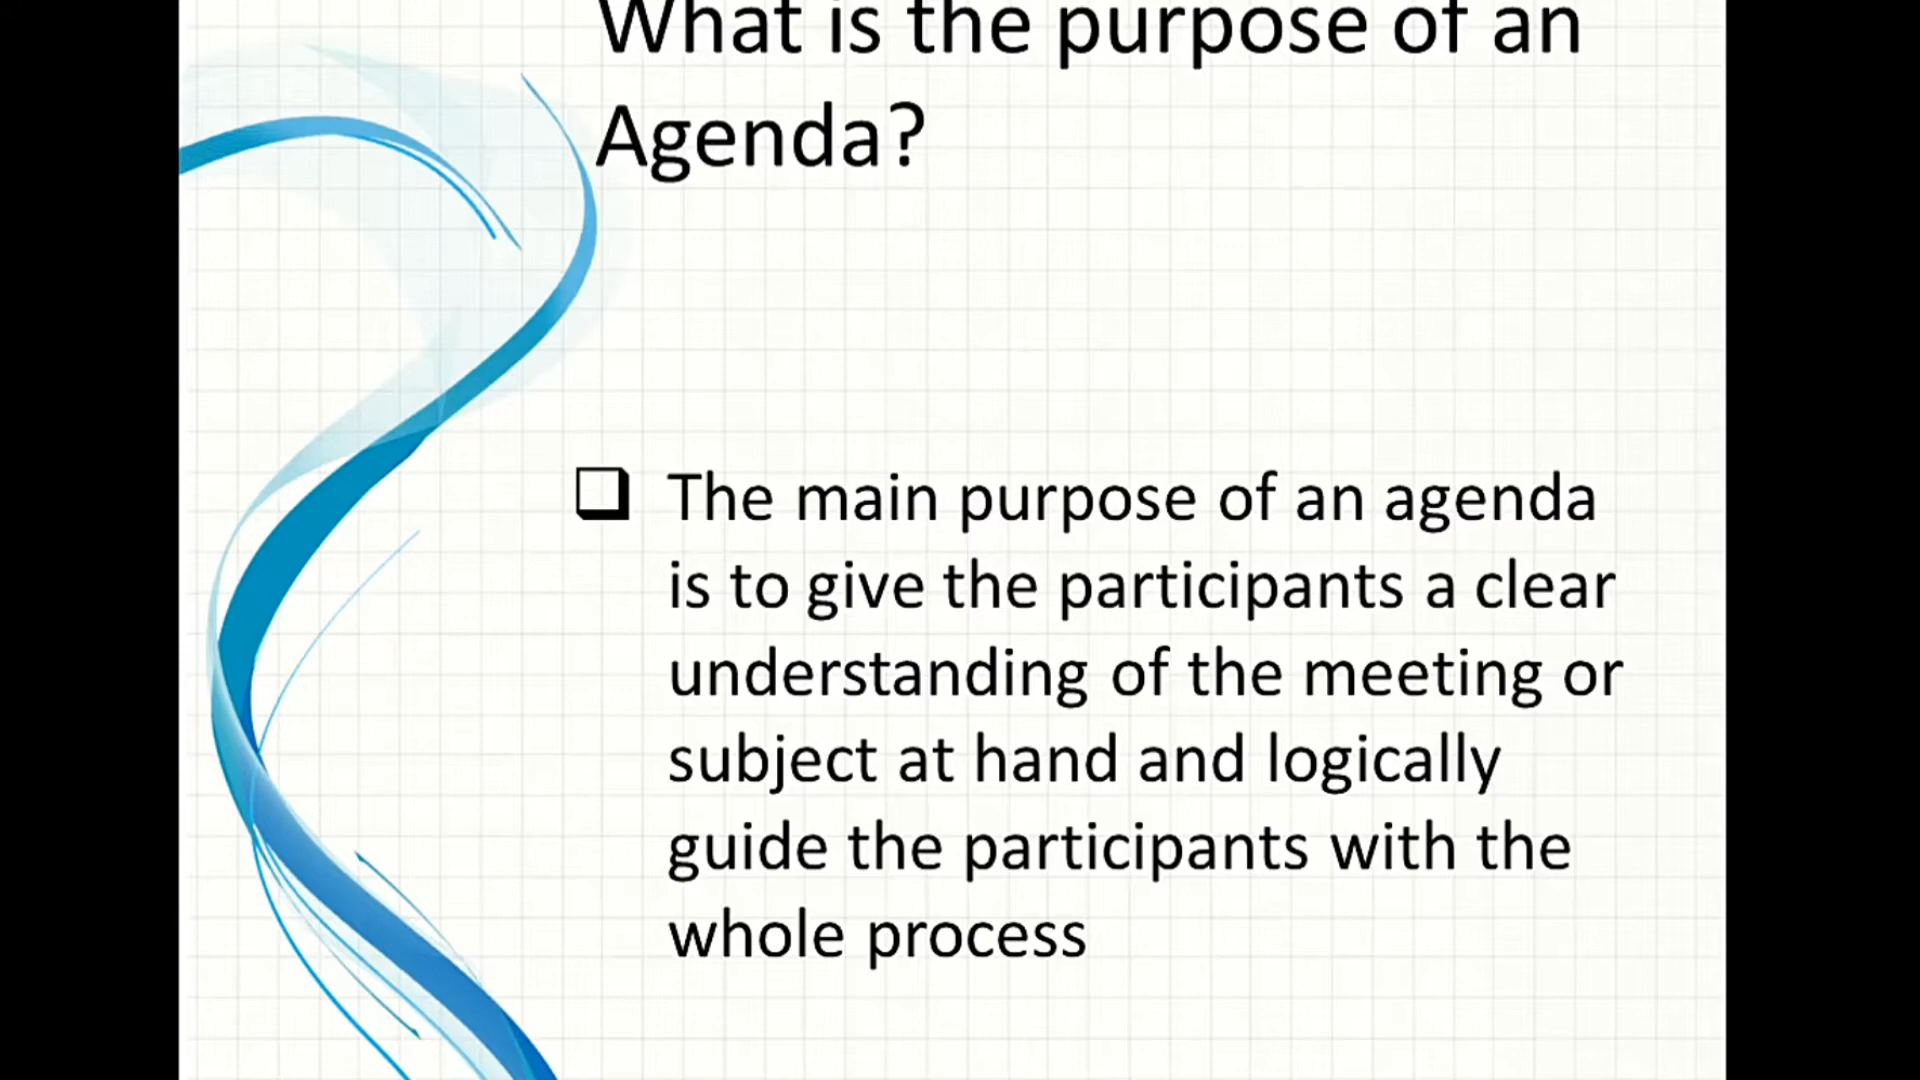 What is the purpose of an
Agenda?
The main purpose of an agenda
is to give the participants a clear
understanding of the meeting or
subject at hand and logically
guide the participants with the
whole process